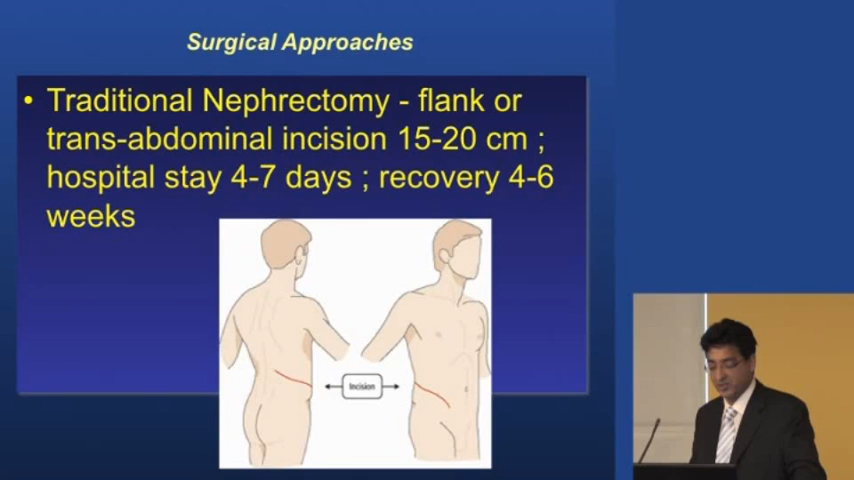 Surgical Approaches
• Traditional Nephrectomy - flank or
trans-abdominal incision 15-20 cm ;
hospital stay 4-7 days ; recovery 4-6
weeks
Incision